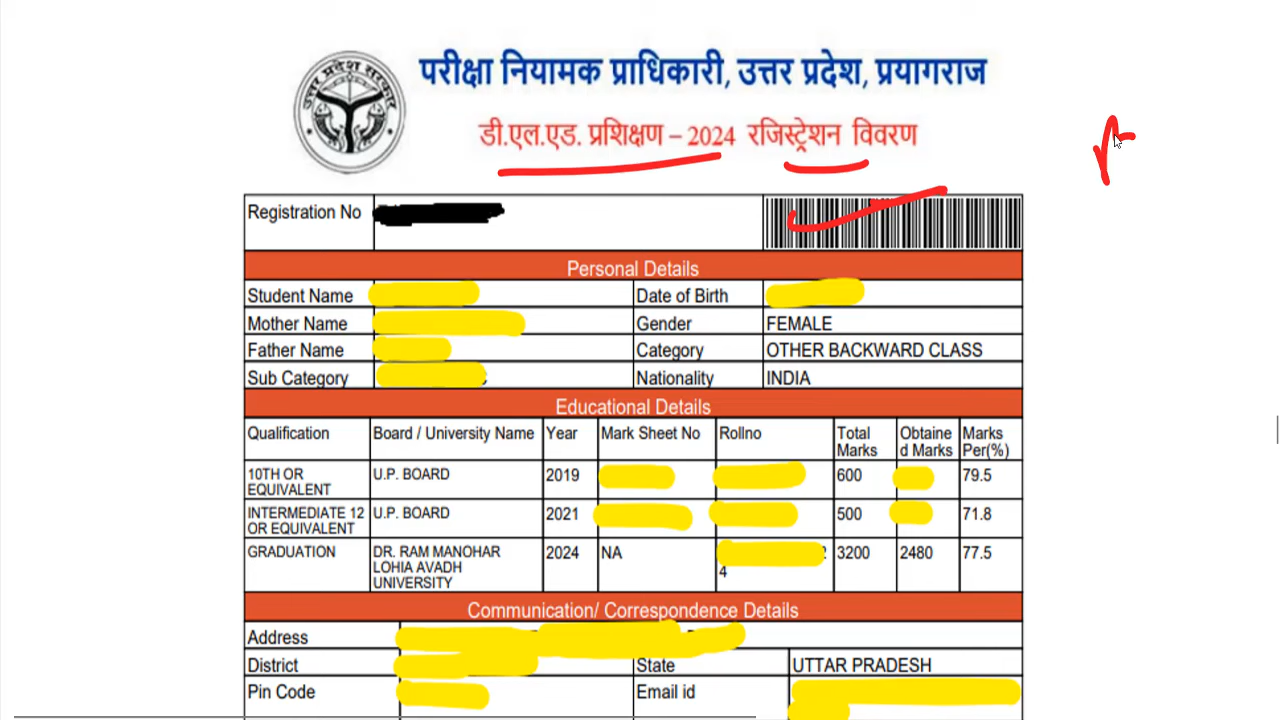 परीक्षा नियामक प्राधिकारी, उत्तर प्रदेश, प्रयागराज
उत्तर प्रदेश सरकार
डी.एल.एड. प्रशिक्षण – 2024 रजिस्ट्रेशन विवरण
Registration No
Personal Details
Student Name Date of Birth
Mother Name Gender FEMALE
Father Name Category OTHER BACKWARD CLASS
Sub Category Nationality INDIA
Educational Details
Qualification Board / University Name Year Mark Sheet No Rollno Total Marks Obtained Marks Marks Per(%)
10TH OR EQUIVALENT U.P. BOARD 2019 600 79.5
INTERMEDIATE 12 OR EQUIVALENT U.P. BOARD 2021 500 71.8
GRADUATION DR. RAM MANOHAR LOHIA AVADH UNIVERSITY 2024 NA 4 3200 2480 77.5
Communication/ Correspondence Details
Address
District State UTTAR PRADESH
Pin Code Email id